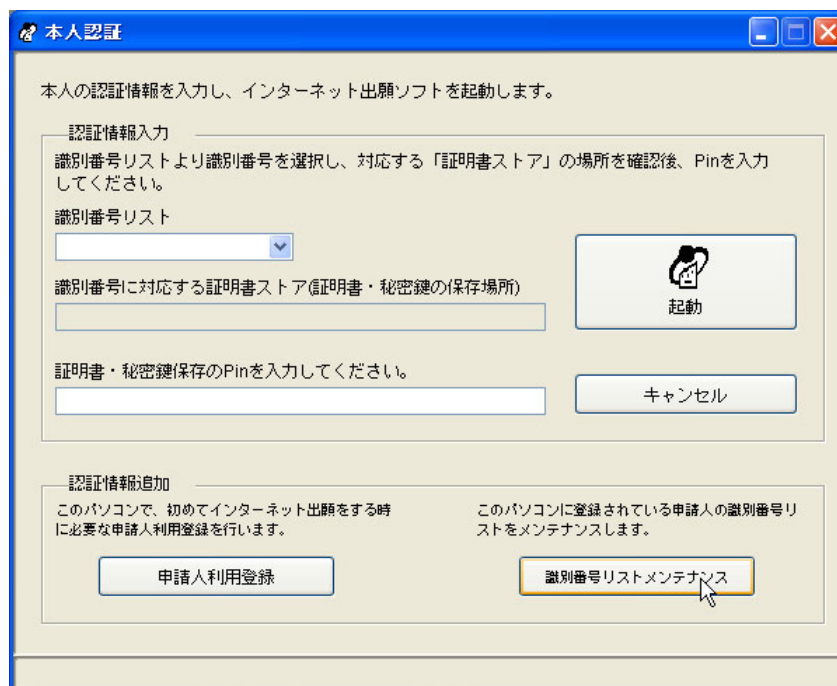 本人認証
本人の認証情報を入力し、インターネット出願ソフトを起動します。
認証情報入力
識別番号リストより識別番号を選択し、対応する「証明書ストア」の場所を確認後、Pinを入力
してください。
識別番号リスト
識別番号に対応する証明書ストア(証明書・秘密鍵の保存場所)
起動
証明書・秘密鍵保存のPinを入力してください。
キャンセル
認証情報追加
このパソコンで、初めてインターネット出願をする時
に必要な申請人利用登録を行います。
申請人利用登録
このパソコンに登録されている申請人の識別番号リ
ストをメンテナンスします。
識別番号リストメンテナンス